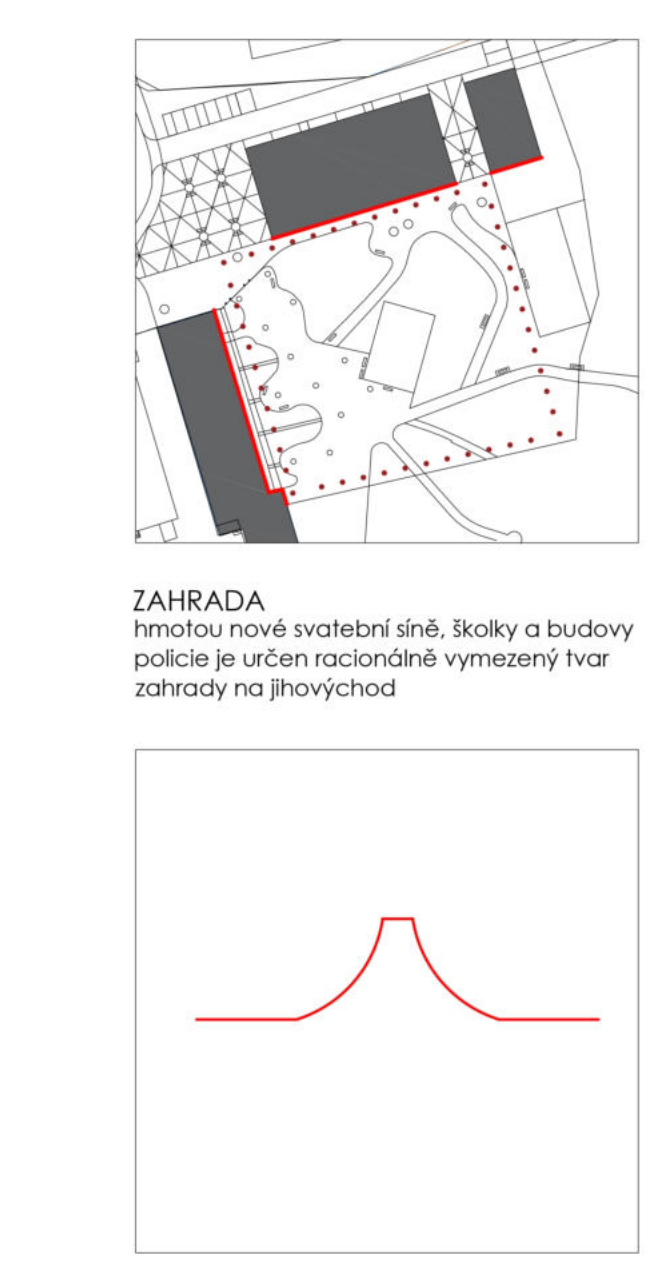 ZAHRADA
hmotou nové svatební síně, školky a budovy
policie je určen racionálně vymezený tvar
zahrady na jihovýchod